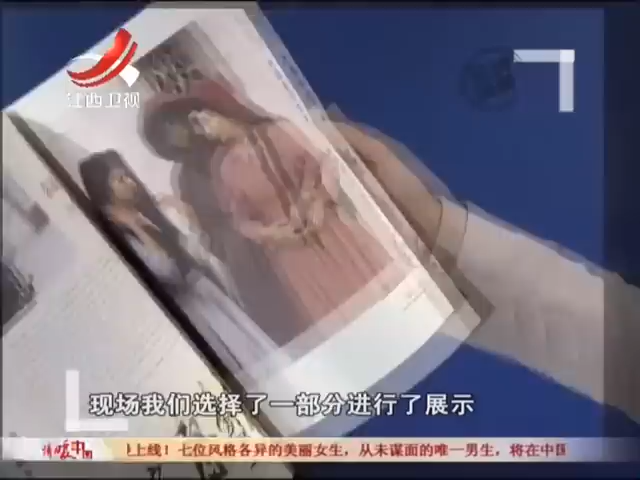 江西卫视
现场我们选择了一部分进行了展示
上线！七位风格各异的美丽女生，从未谋面的唯一男生，将在中国